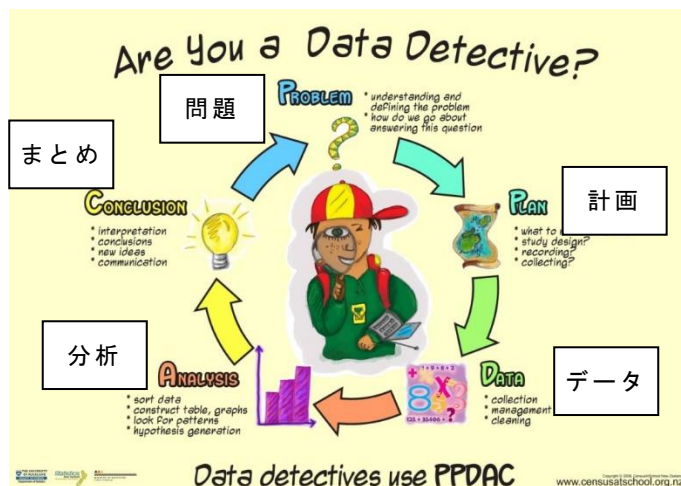 Are You a Data Detective?
問題
PROBLEM
* understanding and
defining the problem
* how do we go about
answering this question
まとめ
CONCLUSION
* interpretation
* conclusions
* new ideas
* communication
計画
PLAN
* what to
* study design?
* recording?
* collecting?
分析
ANALYSIS
* sort data
* construct table, graphs
* look for patterns
* hypothesis generation
データ
DATA
* collection
* management
* cleaning
Data detectives use PPDAC
www.censusatschool.org.nz